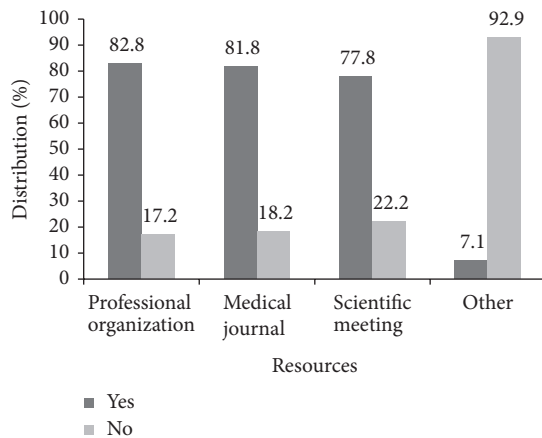 100
90
80
70
60
50
40
30
20
10
0
Distribution (%)
82.8
17.2
81.8
18.2
77.8
22.2
7.1
92.9
Professional
organization
Medical
journal
Scientific
meeting
Other
Resources
Yes
No